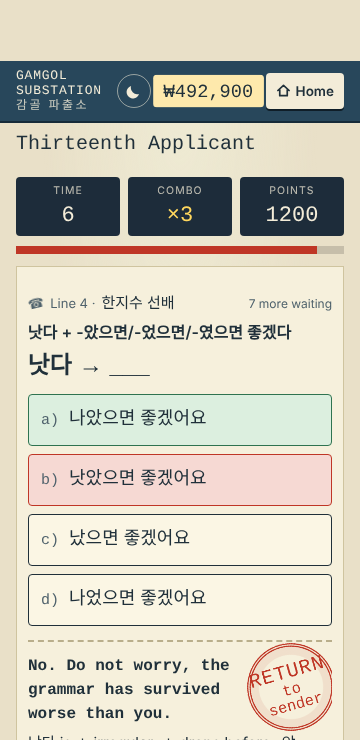 GAMGOL
SUBSTATION
감골 파출소
₩492,900
Home
Thirteenth Applicant
TIME
6
COMBO
×3
POINTS
1200
☎ Line 4 · 한지수 선배
7 more waiting
낫다 + -았으면/-었으면/-였으면 좋겠다
낫다 → ___
a) 나았으면 좋겠어요
b) 낫았으면 좋겠어요
c) 났으면 좋겠어요
d) 나었으면 좋겠어요
No. Do not worry, the
grammar has survived
worse than you.
RETURN
to
sender